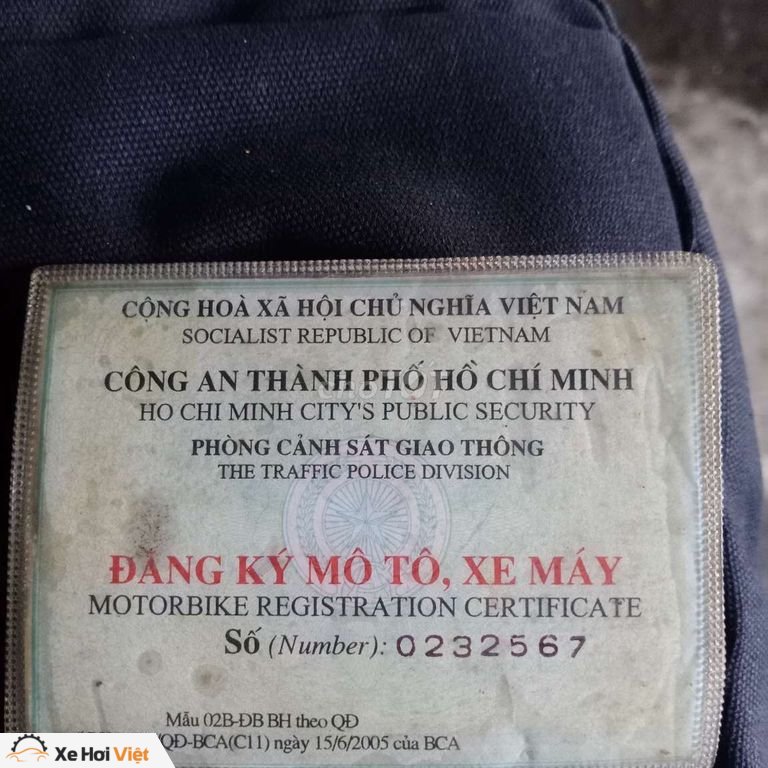 CỘNG HOÀ XÃ HỘI CHỦ NGHĨA VIỆT NAM
SOCIALIST REPUBLIC OF VIETNAM
CÔNG AN THÀNH PHỐ HỒ CHÍ MINH
HO CHI MINH CITY'S PUBLIC SECURITY
PHÒNG CẢNH SÁT GIAO THÔNG
THE TRAFFIC POLICE DIVISION
ĐĂNG KÝ MÔ TÔ, XE MÁY
MOTORBIKE REGISTRATION CERTIFICATE
Số (Number): 0232567
Mẫu 02B-ĐB BH theo QĐ
/QĐ-BCA(C11) ngày 15/6/2005 của BCA
Xe Hơi Việt